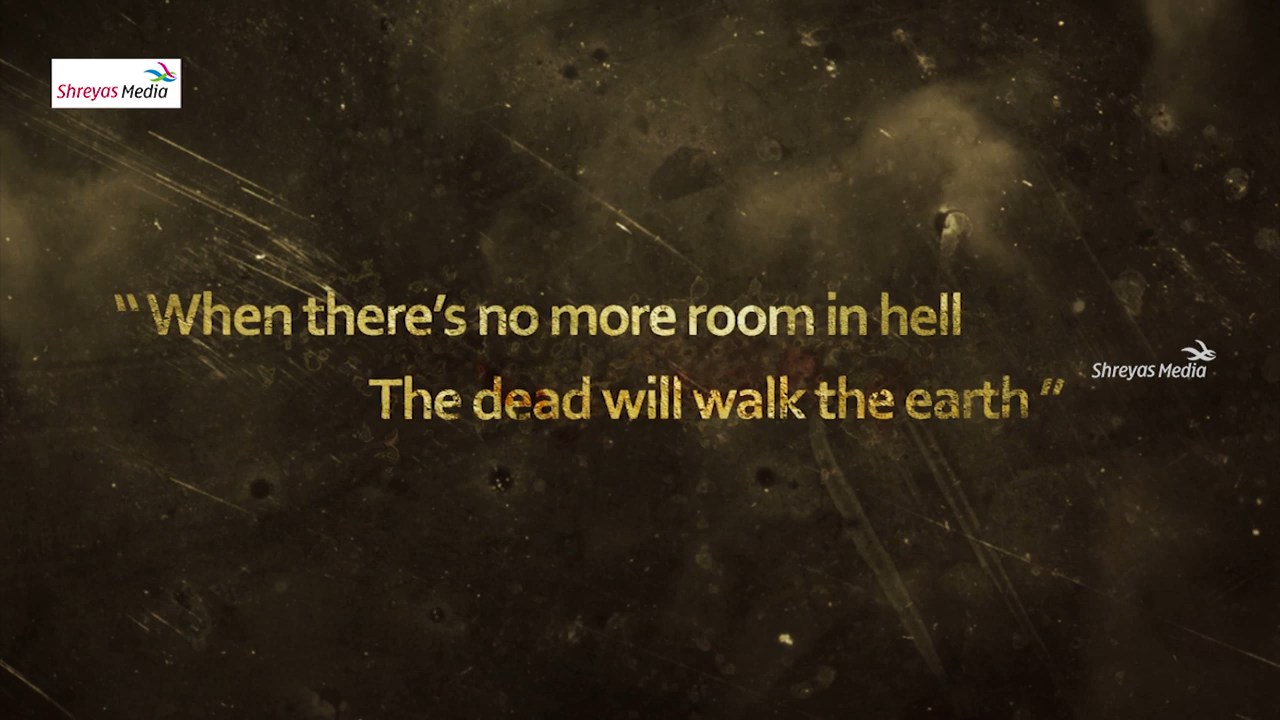 Shreyas Media
“When there’s no more room in hell
The dead will walk the earth”
Shreyas Media